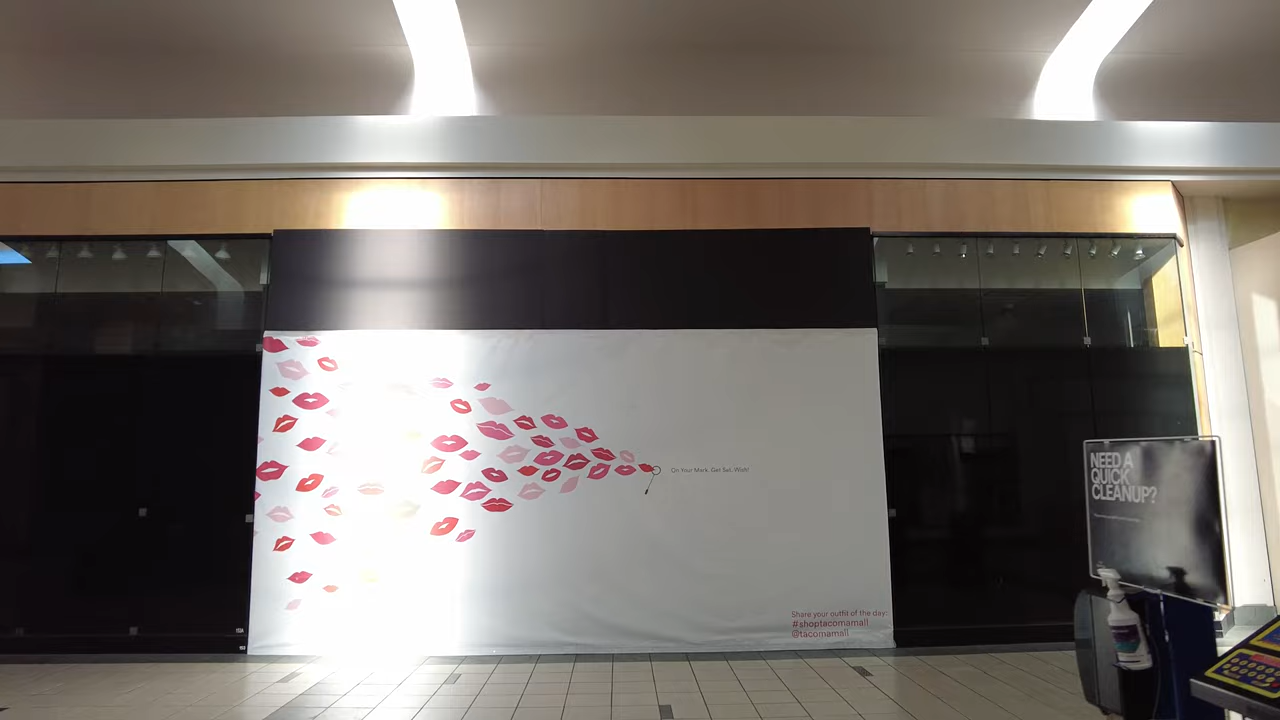 On Your Mark. Get Set. Wish!
Share your outfit of the day:
#shoptacomamall
@tacomamall
NEED A
QUICK
CLEANUP?